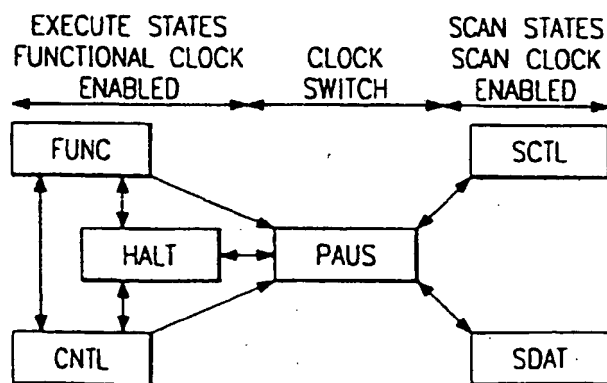 EXECUTE STATES
FUNCTIONAL CLOCK
ENABLED
CLOCK
SWITCH
SCAN STATES
SCAN CLOCK
ENABLED
FUNC
SCTL
HALT
PAUS
CNTL
SDAT